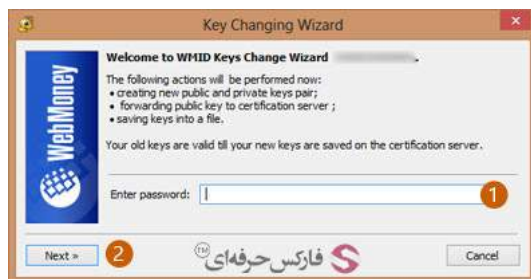 Key Changing Wizard
WebMoney
Welcome to WMID Keys Change Wizard .
The following actions will be performed now:
• creating new public and private keys pair;
• forwarding public key to certification server ;
• saving keys into a file.
Your old keys are valid till your new keys are saved on the certification server.
Enter password: 1
Next » 2 فارکس حرفه‌ای TM Cancel